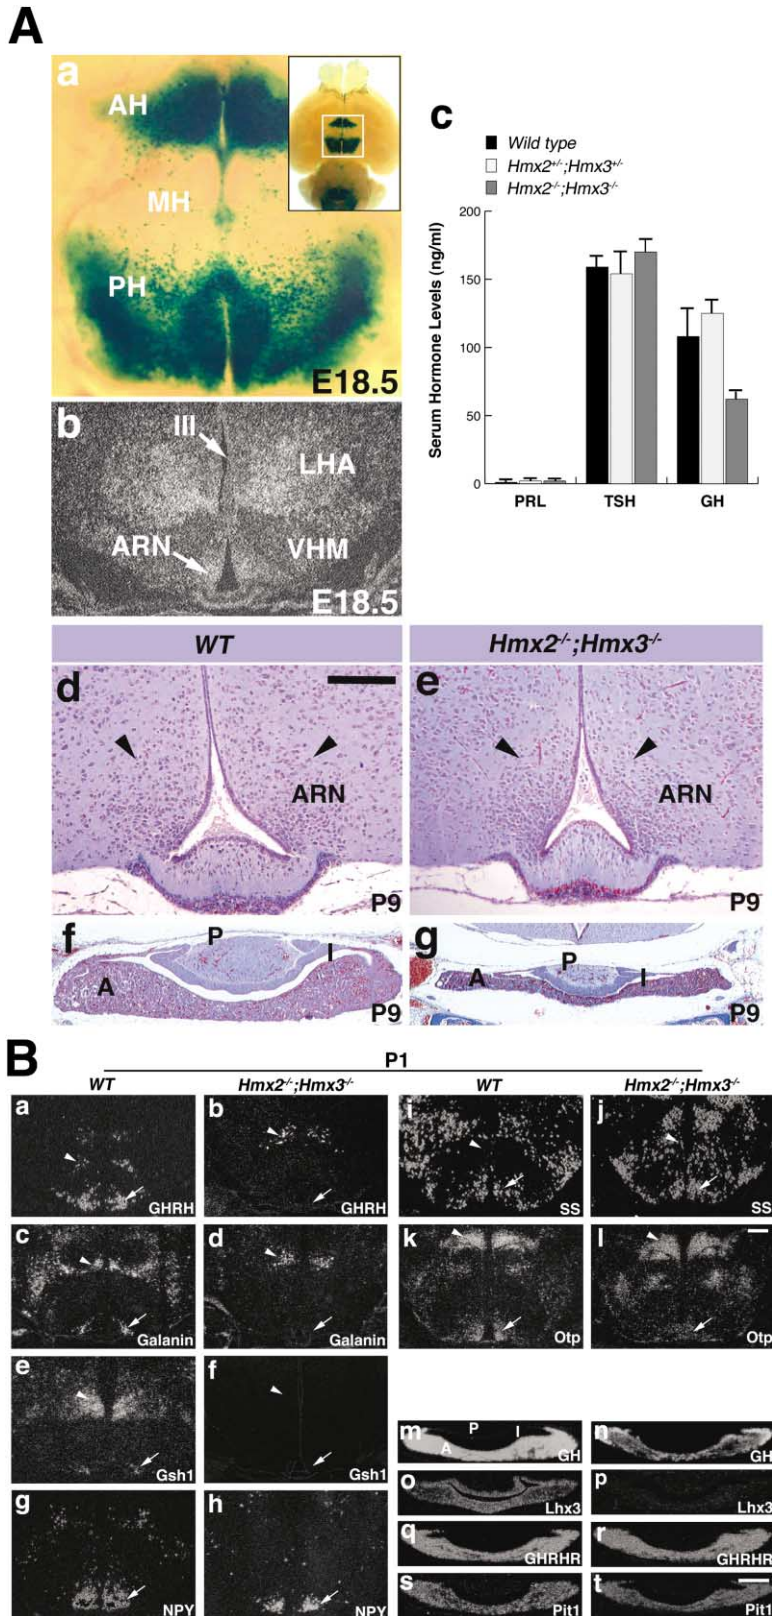 A
a
AH
MH
PH
E18.5
b
III
LHA
ARN
VHM
E18.5
c
Wild type
Hmx2+/-;Hmx3+/-
Hmx2-/-;Hmx3-/-
Serum Hormone Levels (ng/ml)
200
150
100
50
0
PRL TSH GH
WT Hmx2-/-;Hmx3-/-
d
ARN
P9
e
ARN
P9
f
P
I
A
P9
g
P
A
I
P9
B
P1
WT Hmx2-/-;Hmx3-/- WT Hmx2-/-;Hmx3-/-
a
GHRH
b
GHRH
i
SS
j
SS
c
Galanin
d
Galanin
k
Otp
l
Otp
e
Gsh1
f
Gsh1
g
NPY
h
NPY
m
P
I
A
GH
n
GH
o
Lhx3
p
Lhx3
q
GHRHR
r
GHRHR
s
Pit1
t
Pit1